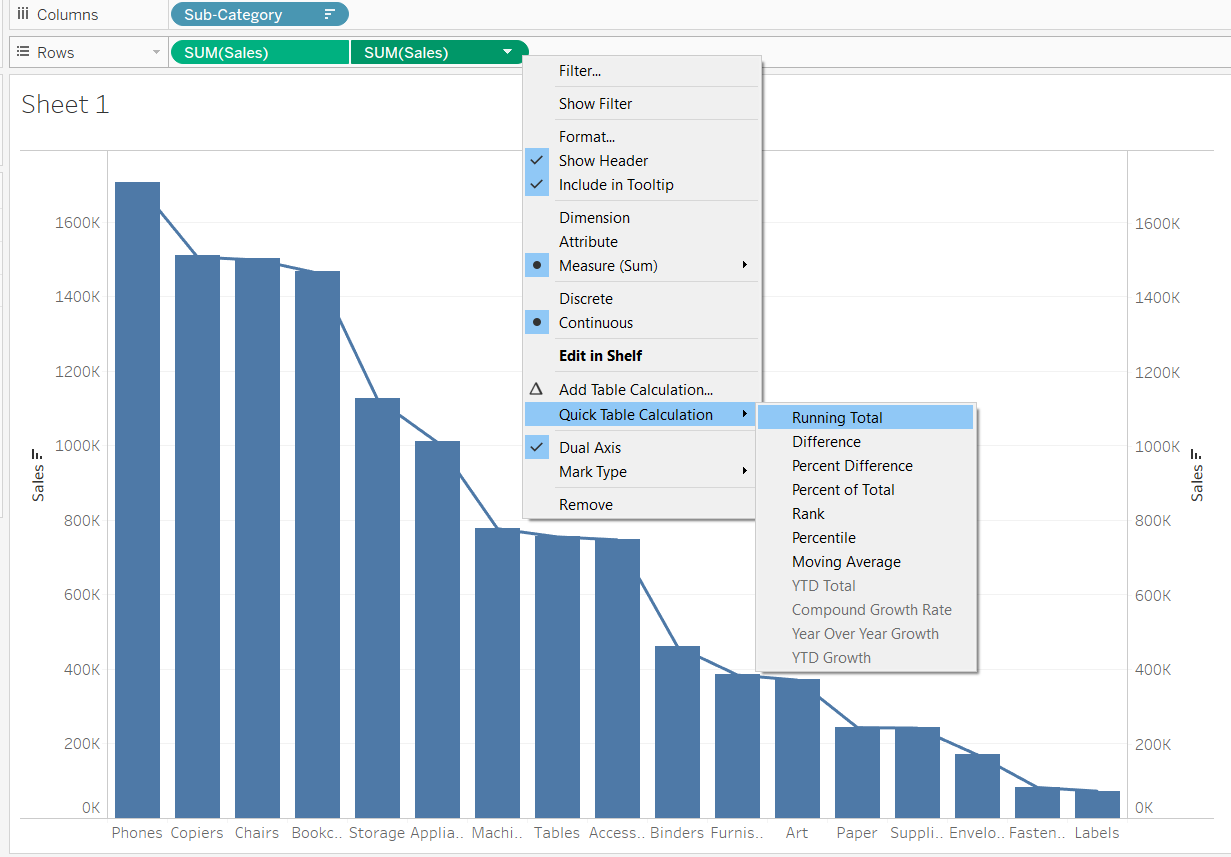 Columns
Sub-Category
Rows
SUM(Sales)
SUM(Sales)
Sheet 1
Filter...
Show Filter
Format...
Show Header
Include in Tooltip
Dimension
Attribute
Measure (Sum)
Discrete
Continuous
Edit in Shelf
Add Table Calculation...
Quick Table Calculation
Dual Axis
Mark Type
Remove
Running Total
Difference
Percent Difference
Percent of Total
Rank
Percentile
Moving Average
YTD Total
Compound Growth Rate
Year Over Year Growth
YTD Growth
Sales
1600K
1400K
1200K
1000K
800K
600K
400K
200K
0K
1600K
1400K
1200K
1000K
800K
600K
400K
200K
0K
Sales
Phones Copiers Chairs Bookc.. Storage Applia.. Machi.. Tables Access.. Binders Furnis.. Art Paper Suppli.. Envelo.. Fasten.. Labels